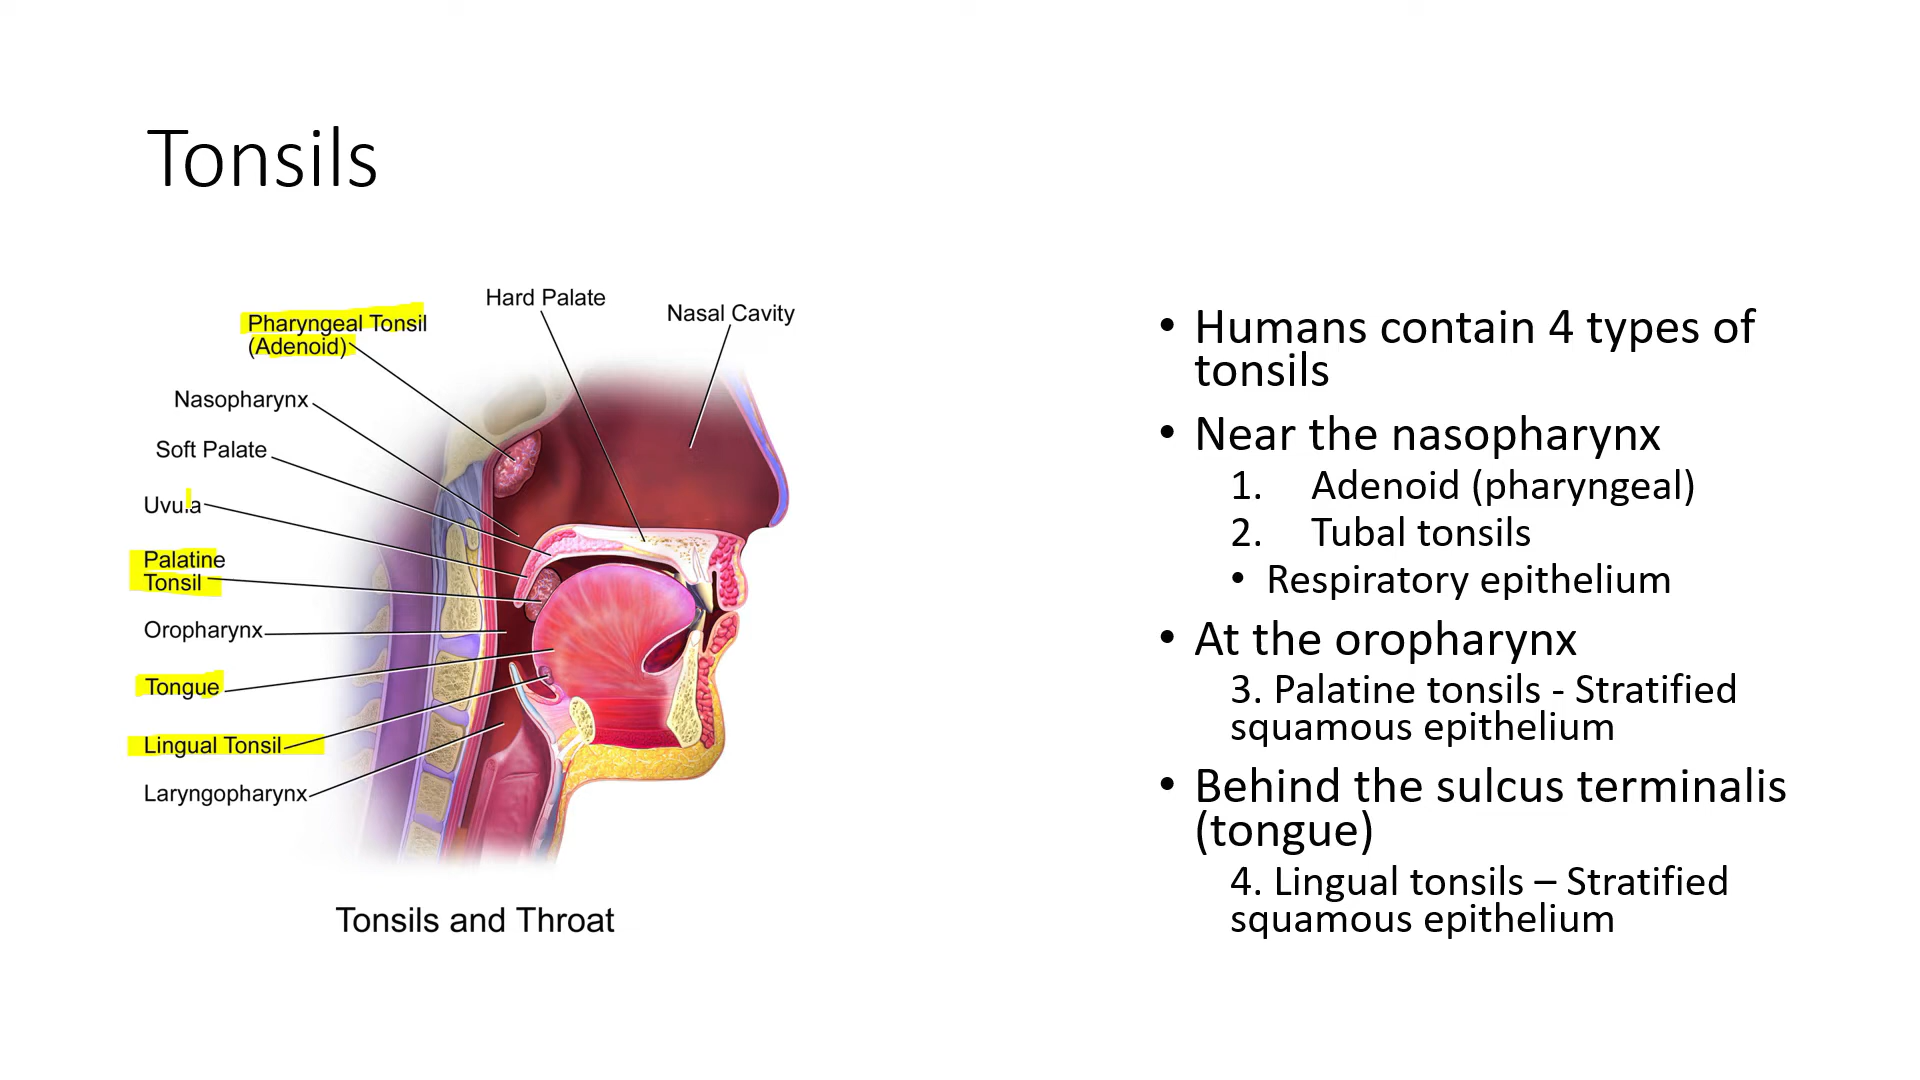 Tonsils
Pharyngeal Tonsil
(Adenoid)
Hard Palate
Nasal Cavity
Nasopharynx
Soft Palate
Uvula
Palatine
Tonsil
Oropharynx
Tongue
Lingual Tonsil
Laryngopharynx
Tonsils and Throat
• Humans contain 4 types of
tonsils
• Near the nasopharynx
1. Adenoid (pharyngeal)
2. Tubal tonsils
• Respiratory epithelium
• At the oropharynx
3. Palatine tonsils - Stratified
squamous epithelium
• Behind the sulcus terminalis
(tongue)
4. Lingual tonsils – Stratified
squamous epithelium